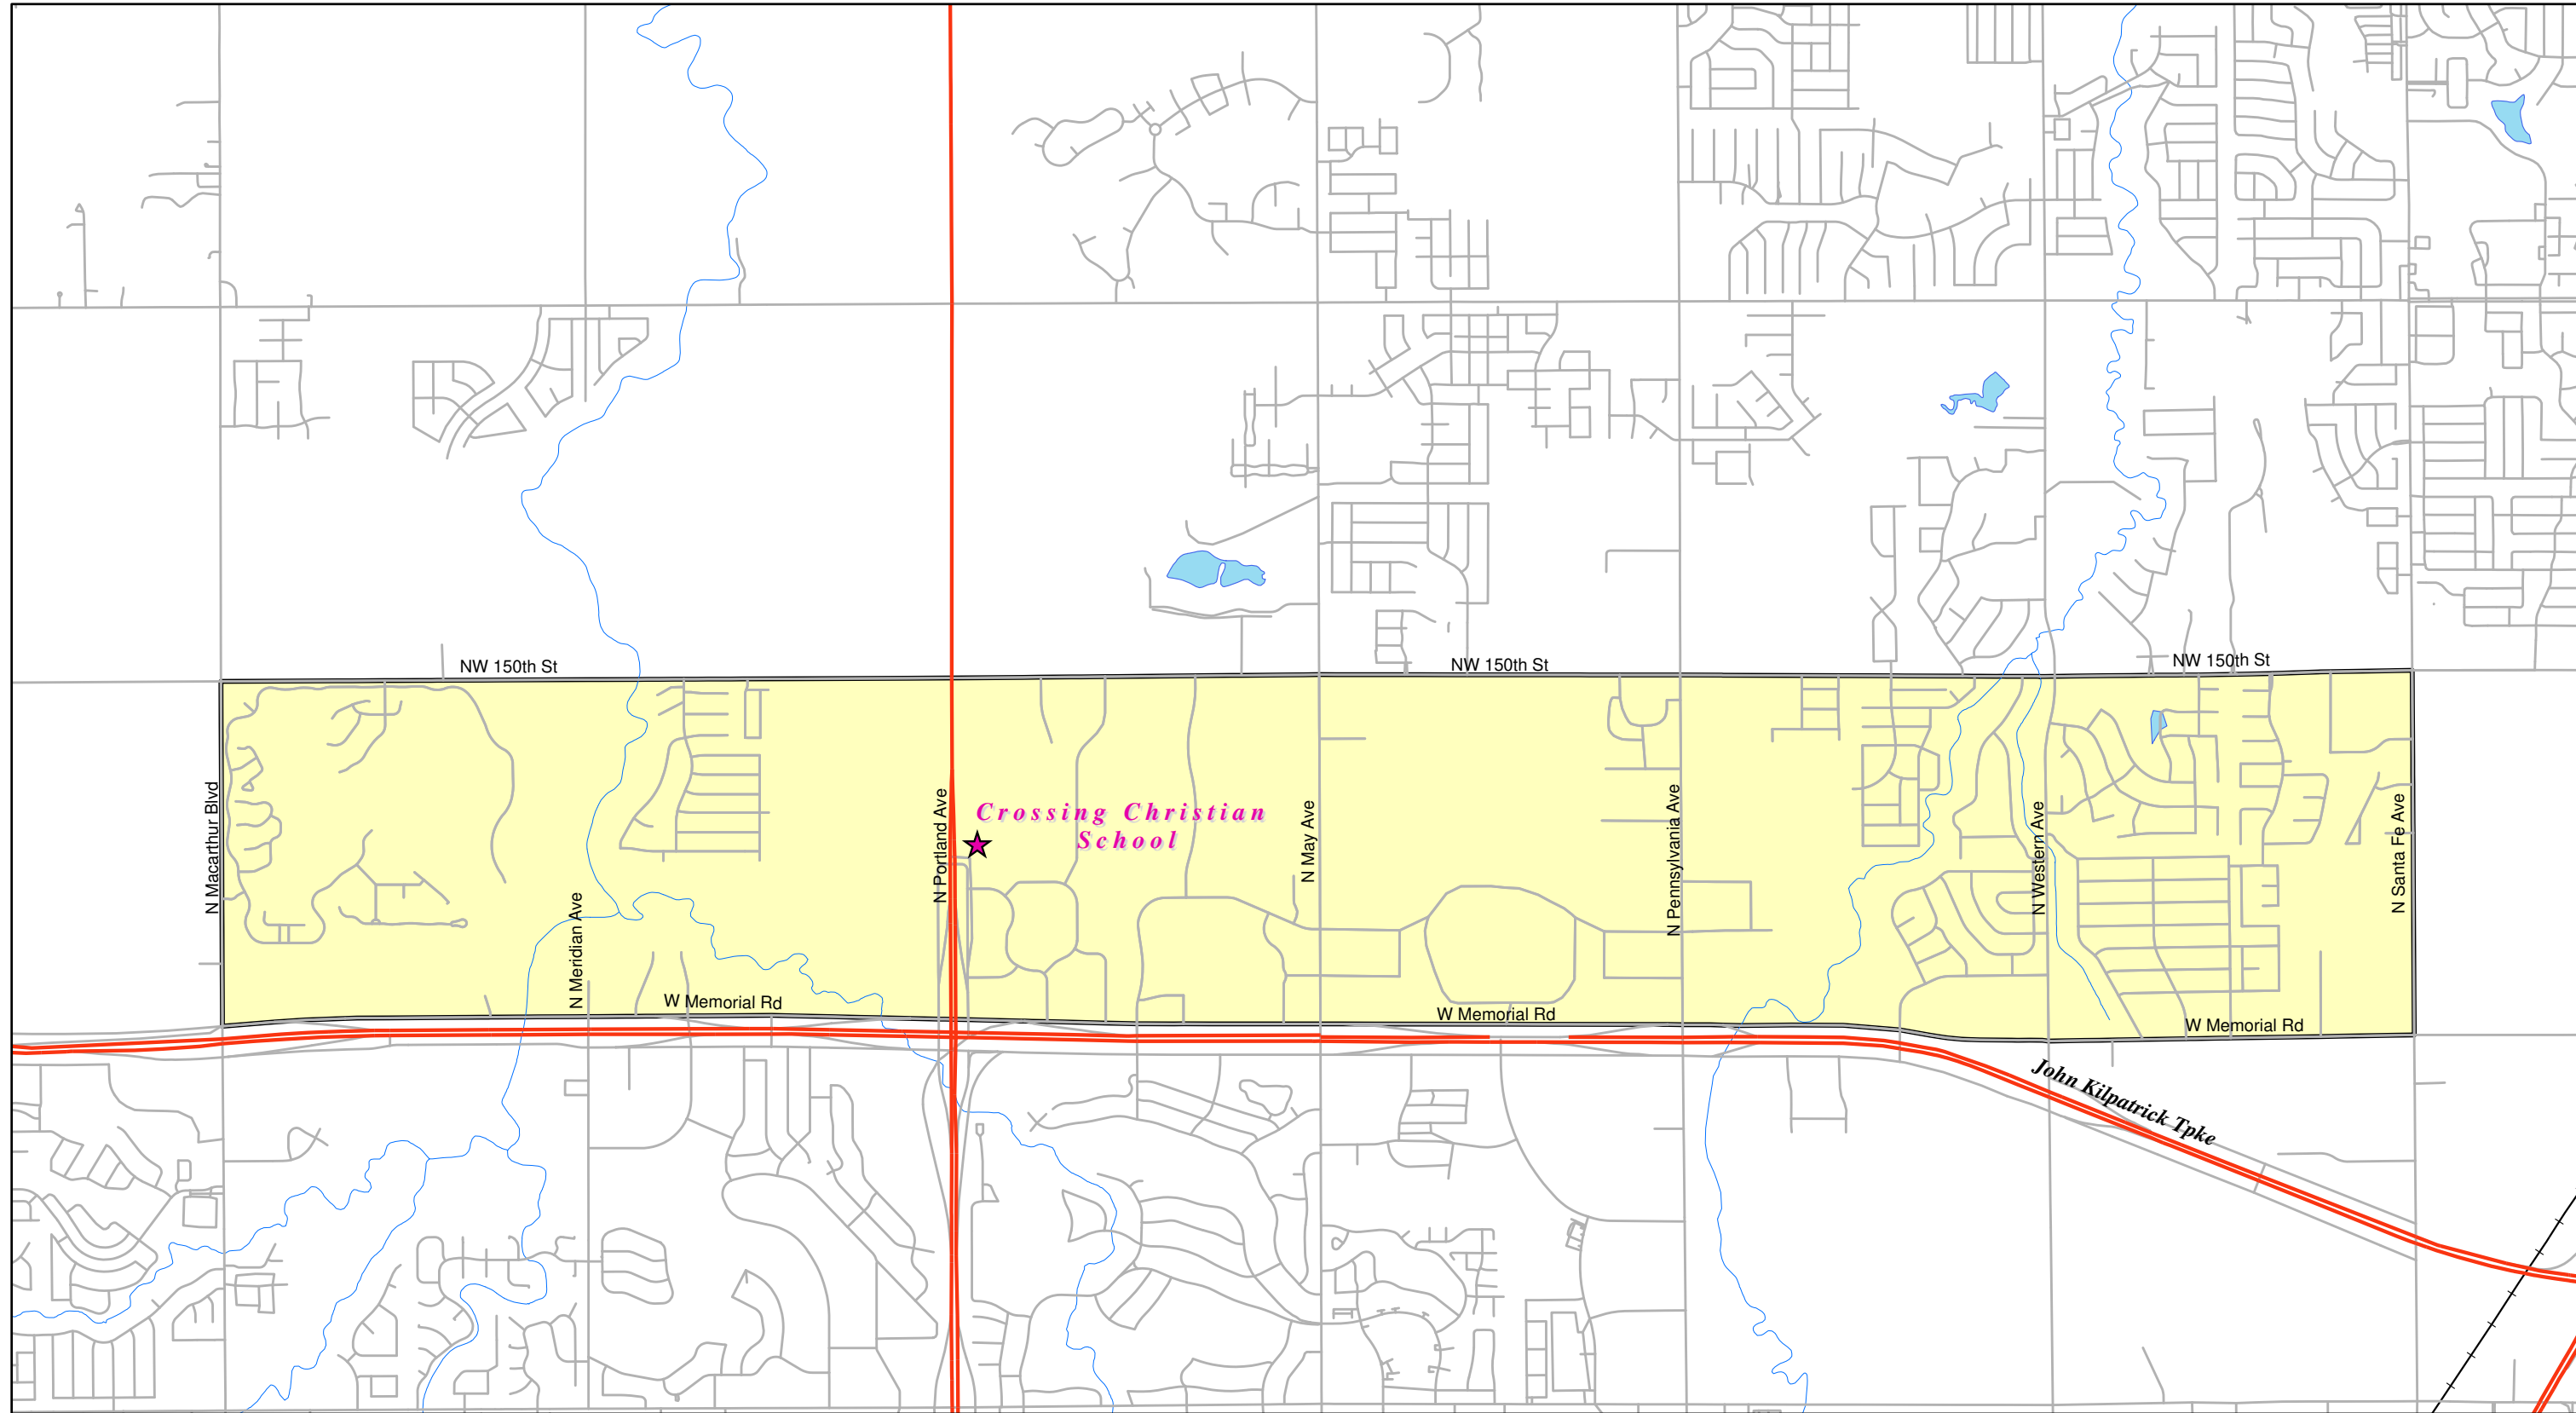 NW 150th St
NW 150th St
NW 150th St
N Macarthur Blvd
N Meridian Ave
N Portland Ave
Crossing Christian
School
N May Ave
N Pennsylvania Ave
N Western Ave
N Santa Fe Ave
W Memorial Rd
W Memorial Rd
W Memorial Rd
John Kilpatrick Tpke